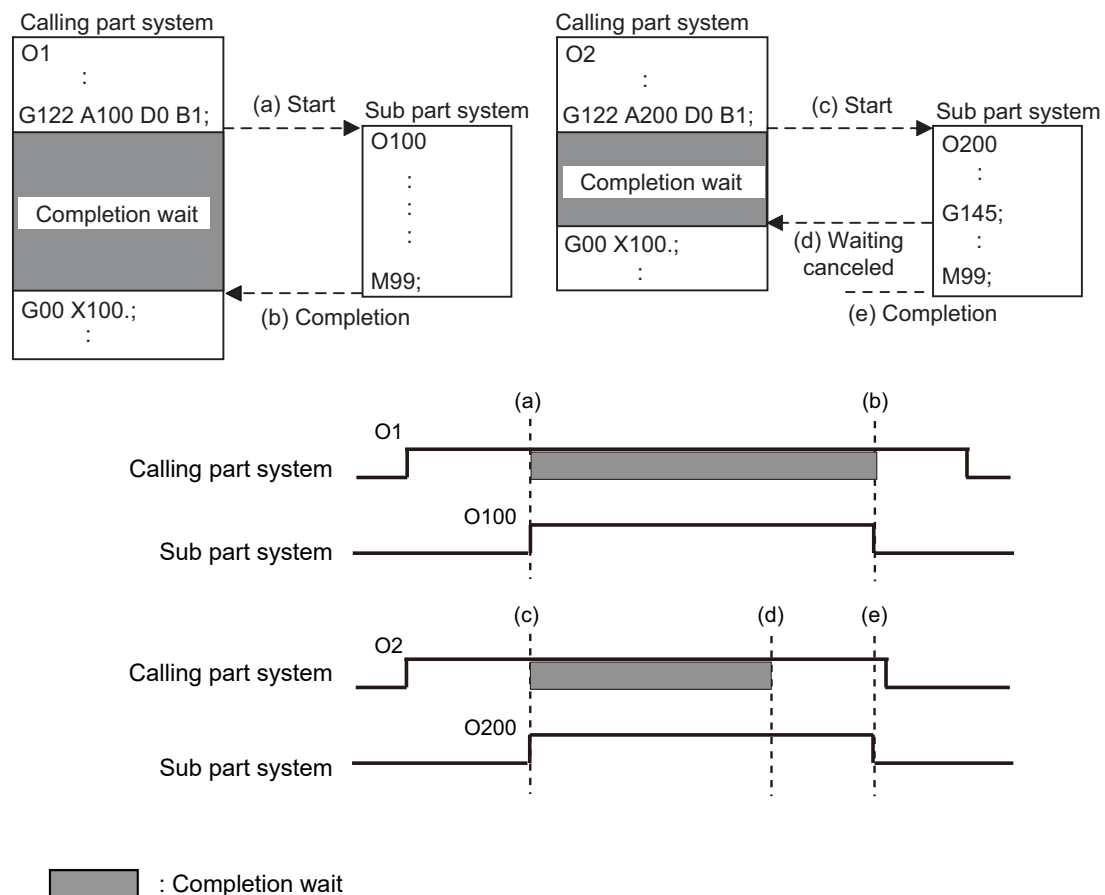 Calling part system
O1
:
G122 A100 D0 B1;
Completion wait
G00 X100.;
:
(a) Start
Sub part system
O100
:
:
:
:
M99;
(b) Completion
Calling part system
O2
:
G122 A200 D0 B1;
Completion wait
G00 X100.;
:
(c) Start
Sub part system
O200
:
G145;
:
M99;
(d) Waiting
canceled
(e) Completion
(a)
(b)
O1
Calling part system
O100
Sub part system
(c)
(d)
(e)
O2
Calling part system
O200
Sub part system
: Completion wait